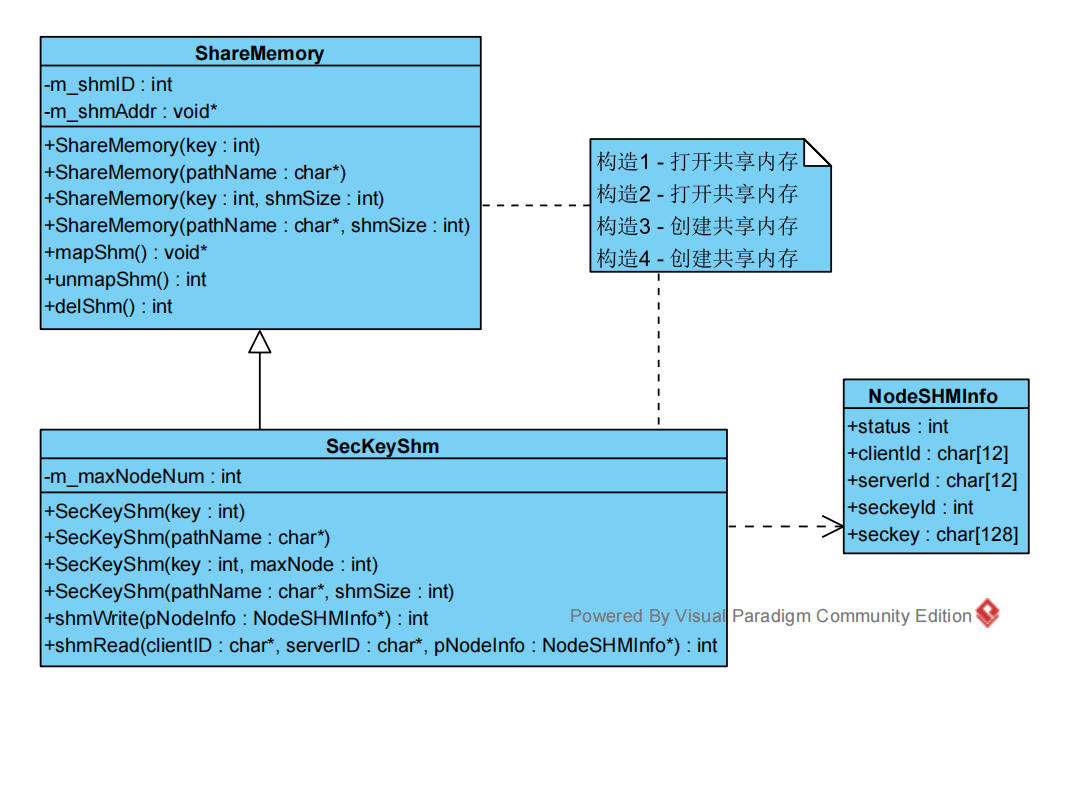 ShareMemory
-m_shmID : int
-m_shmAddr : void*
+ShareMemory(key : int)
+ShareMemory(pathName : char*)
+ShareMemory(key : int, shmSize : int)
+ShareMemory(pathName : char*, shmSize : int)
+mapShm() : void*
+unmapShm() : int
+delShm() : int
构造1 - 打开共享内存
构造2 - 打开共享内存
构造3 - 创建共享内存
构造4 - 创建共享内存
SecKeyShm
-m_maxNodeNum : int
+SecKeyShm(key : int)
+SecKeyShm(pathName : char*)
+SecKeyShm(key : int, maxNode : int)
+SecKeyShm(pathName : char*, shmSize : int)
+shmWrite(pNodeInfo : NodeSHMInfo*) : int
+shmRead(clientID : char*, serverID : char*, pNodeInfo : NodeSHMInfo*) : int
NodeSHMInfo
+status : int
+clientId : char[12]
+serverId : char[12]
+seckeyId : int
+seckey : char[128]
Powered By Visual Paradigm Community Edition